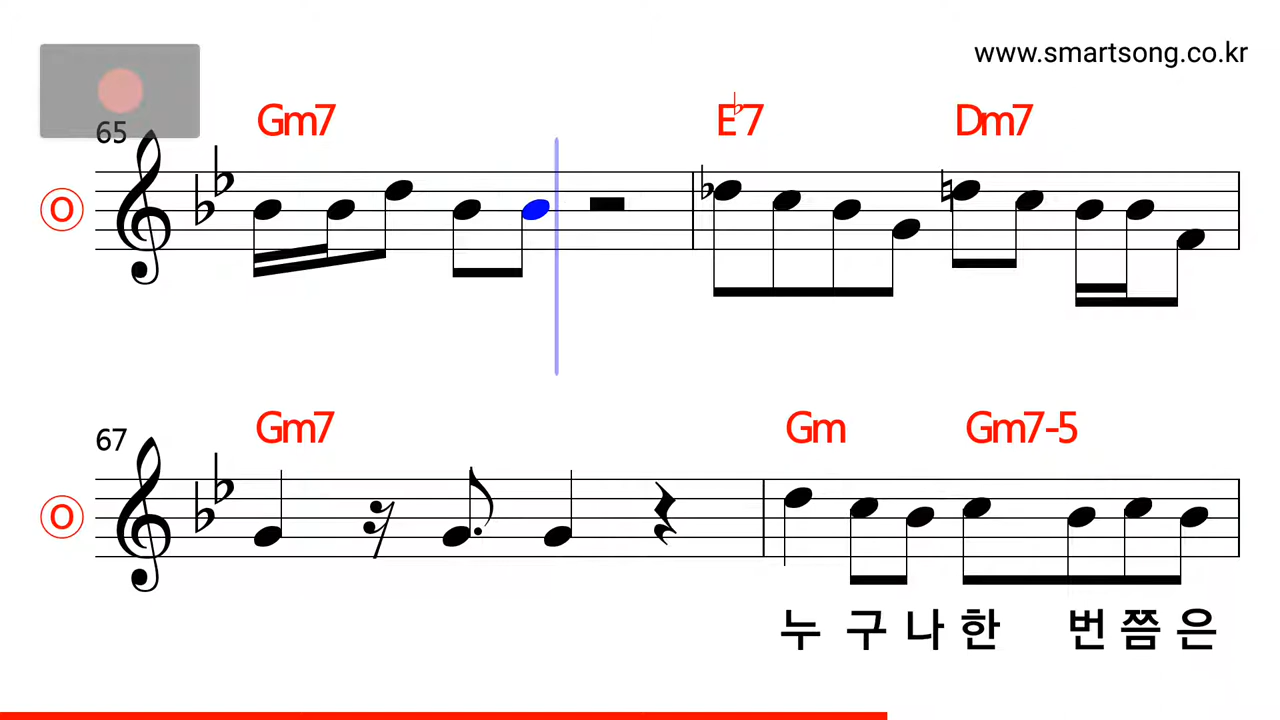 www.smartsong.co.kr
65 Gm7 E♭7 Dm7
O
67 Gm7 Gm Gm7-5
O
누 구 나 한 번 쯤 은